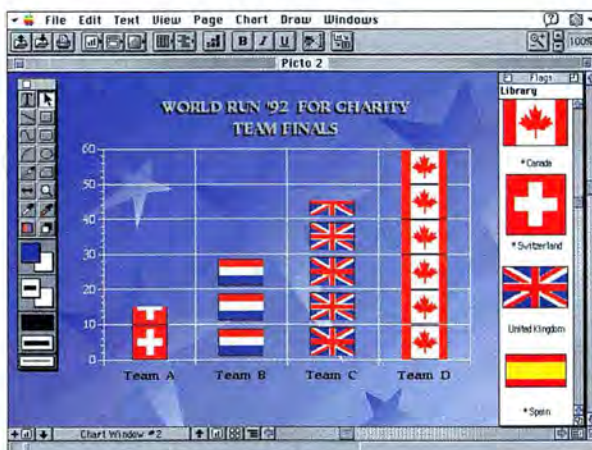 File Edit Text View Page Chart Draw Windows
B I U
100%
Picto 2
Flags
Library
WORLD RUN '92 FOR CHARITY
TEAM FINALS
60
50
40
30
20
10
0
Team A Team B Team C Team D
*Canada
*Switzerland
United Kingdom
*Spain
Chart Window #2